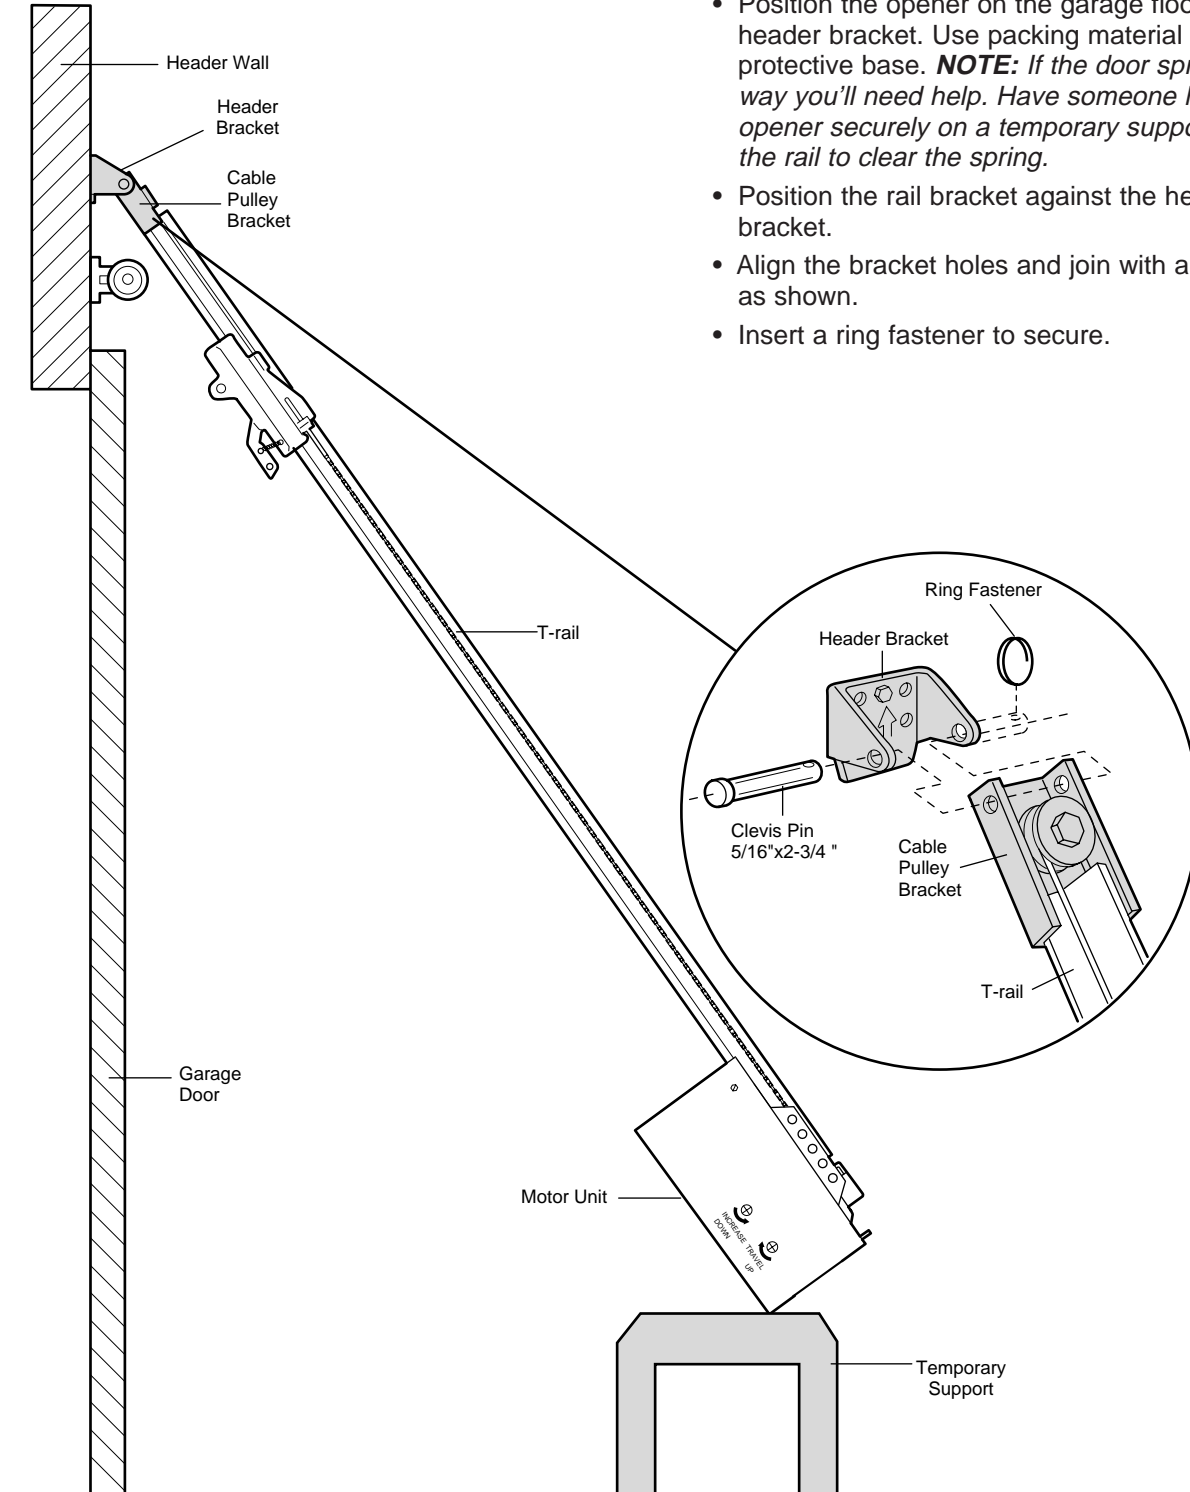 • Position the opener on the garage floor
header bracket. Use packing material
protective base. NOTE: If the door
way you'll need help. Have someone
opener securely on a temporary
the rail to clear the spring.
• Position the rail bracket against the
bracket.
• Align the bracket holes and join with a
as shown.
• Insert a ring fastener to secure.
Header Wall
Header
Bracket
Cable
Pulley
Bracket
T-rail
Ring Fastener
Header Bracket
Clevis Pin
5/16"x2-3/4 "
Cable
Pulley
Bracket
T-rail
Garage
Door
Motor Unit
INCREASE TRAVEL
DOWN UP
Temporary
Support